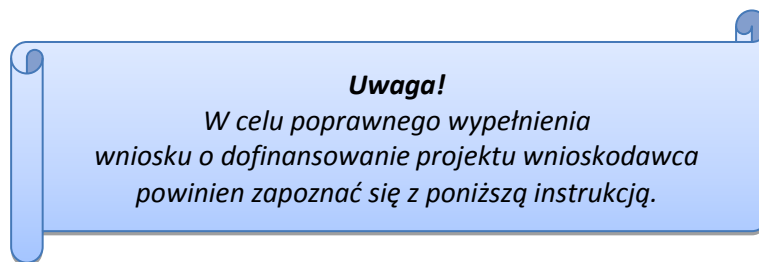 Uwaga!
W celu poprawnego wypełnienia
wniosku o dofinansowanie projektu wnioskodawca
powinien zapoznać się z poniższą instrukcją.